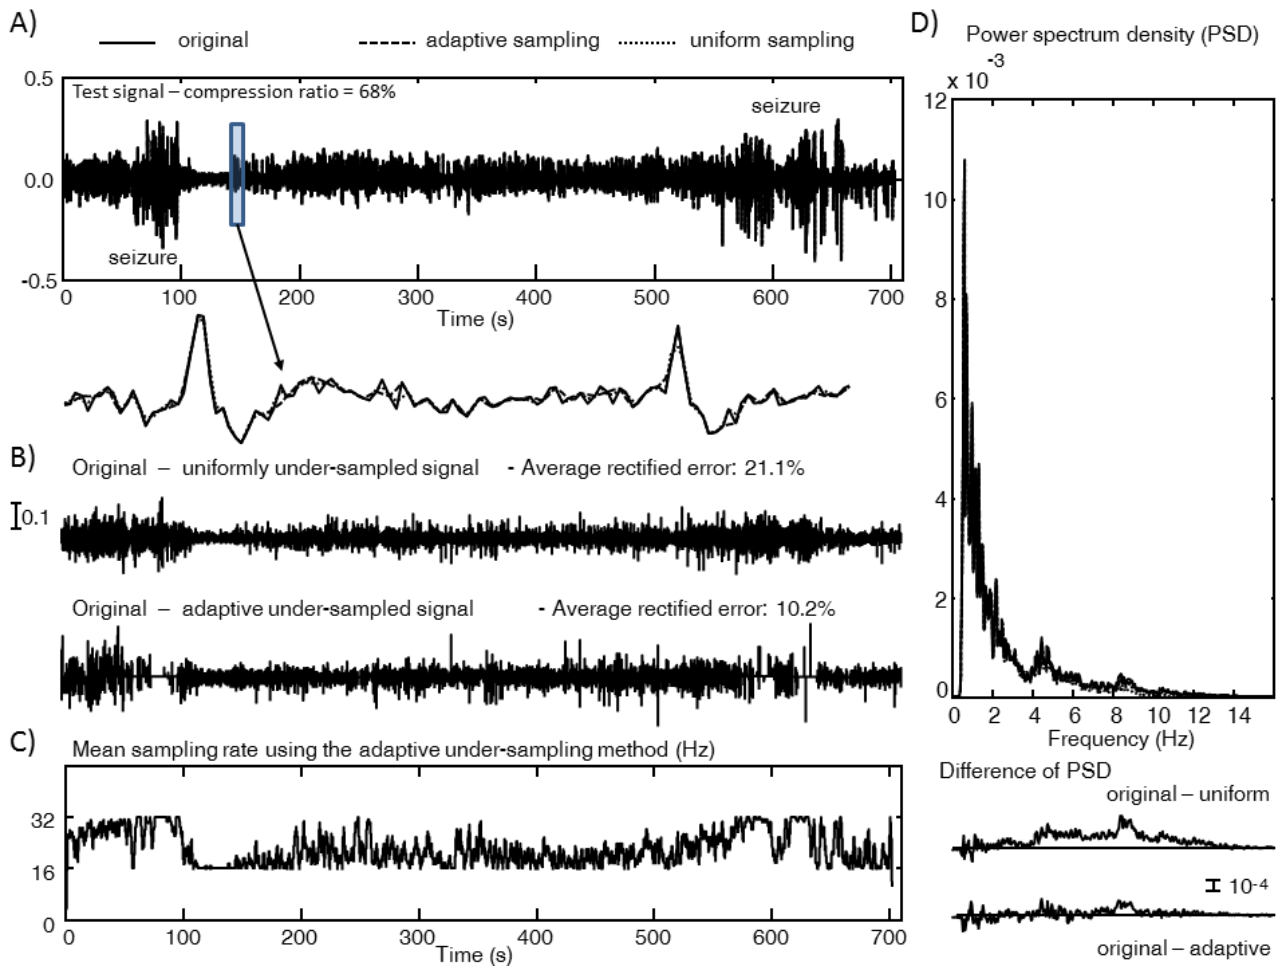 A)
original
adaptive sampling
uniform sampling
0.5
Test signal – compression ratio = 68%
seizure
0.0
seizure
-0.5
0 100 200 300 400 500 600 700
Time (s)
B)
Original – uniformly under-sampled signal - Average rectified error: 21.1%
0.1
Original – adaptive under-sampled signal - Average rectified error: 10.2%
C)
Mean sampling rate using the adaptive under-sampling method (Hz)
32
16
0
0 100 200 300 400 500 600 700
Time (s)
D)
Power spectrum density (PSD)
x 10 -3
12
10
8
6
4
2
0
0 2 4 6 8 10 12 14
Frequency (Hz)
Difference of PSD
original – uniform
10-4
original – adaptive